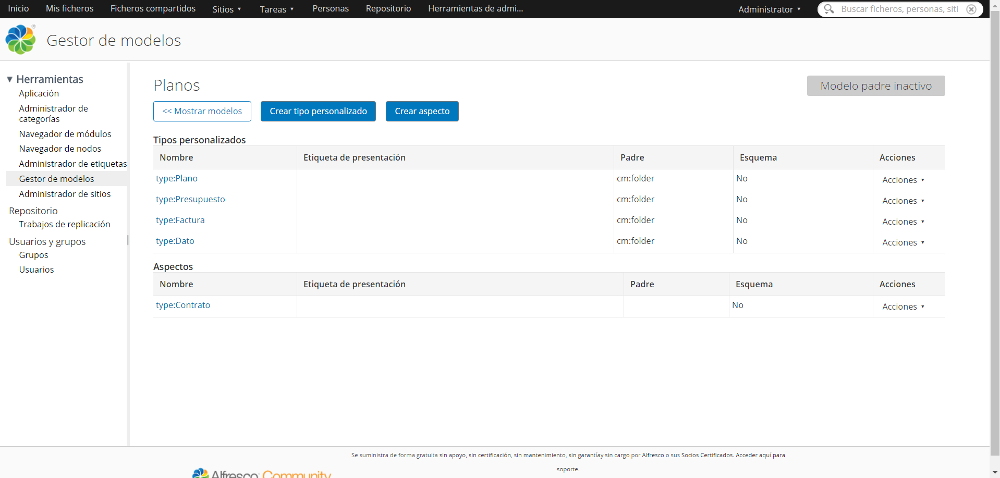 Inicio Mis ficheros Ficheros compartidos Sitios Tareas Personas Repositorio Herramientas de admi... Administrator Buscar ficheros, personas, siti
Gestor de modelos
Herramientas
Aplicación
Administrador de
categorías
Navegador de módulos
Navegador de nodos
Administrador de etiquetas
Gestor de modelos
Administrador de sitios
Repositorio
Trabajos de replicación
Usuarios y grupos
Grupos
Usuarios
Planos Modelo padre inactivo
<< Mostrar modelos Crear tipo personalizado Crear aspecto
Tipos personalizados
Nombre Etiqueta de presentación Padre Esquema Acciones
type:Plano cm:folder No Acciones
type:Presupuesto cm:folder No Acciones
type:Factura cm:folder No Acciones
type:Dato cm:folder No Acciones
Aspectos
Nombre Etiqueta de presentación Padre Esquema Acciones
type:Contrato No Acciones
Se suministra de forma gratuita sin apoyo, sin certificación, sin mantenimiento, sin garantíay sin cargo por Alfresco o sus Socios Certificados. Acceder aquí para
soporte.
Alfresco Community